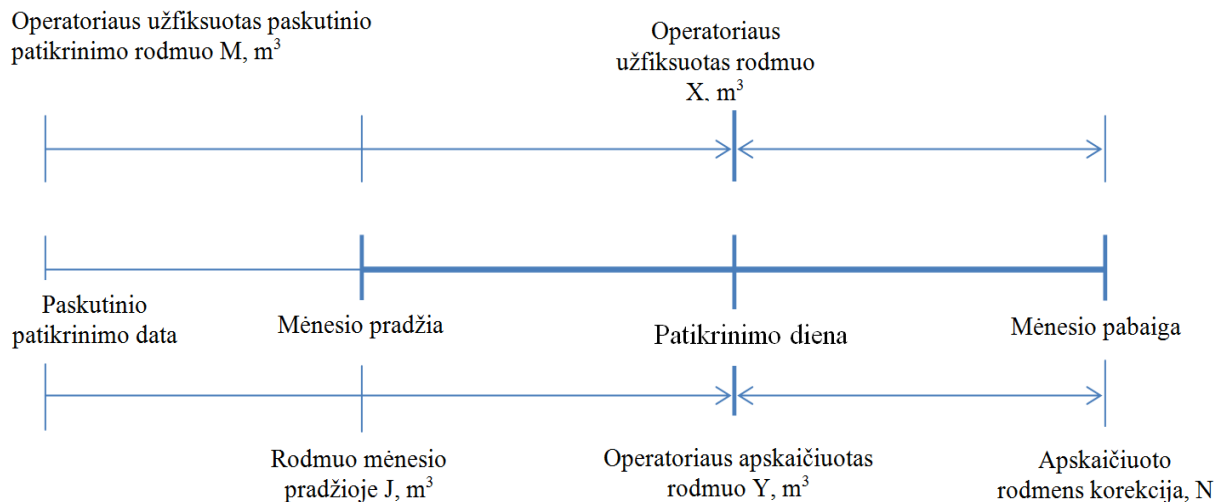 Operatoriaus užfiksuotas paskutinio
patikrinimo rodmuo M, m³
Operatoriaus
užfiksuotas rodmuo
X, m³
Paskutinio
patikrinimo data
Mėnesio pradžia
Patikrinimo diena
Mėnesio pabaiga
Rodmuo mėnesio
pradžioje J, m³
Operatoriaus apskaičiuotas
rodmuo Y, m³
Apskaičiuoto
rodmens korekcija, N